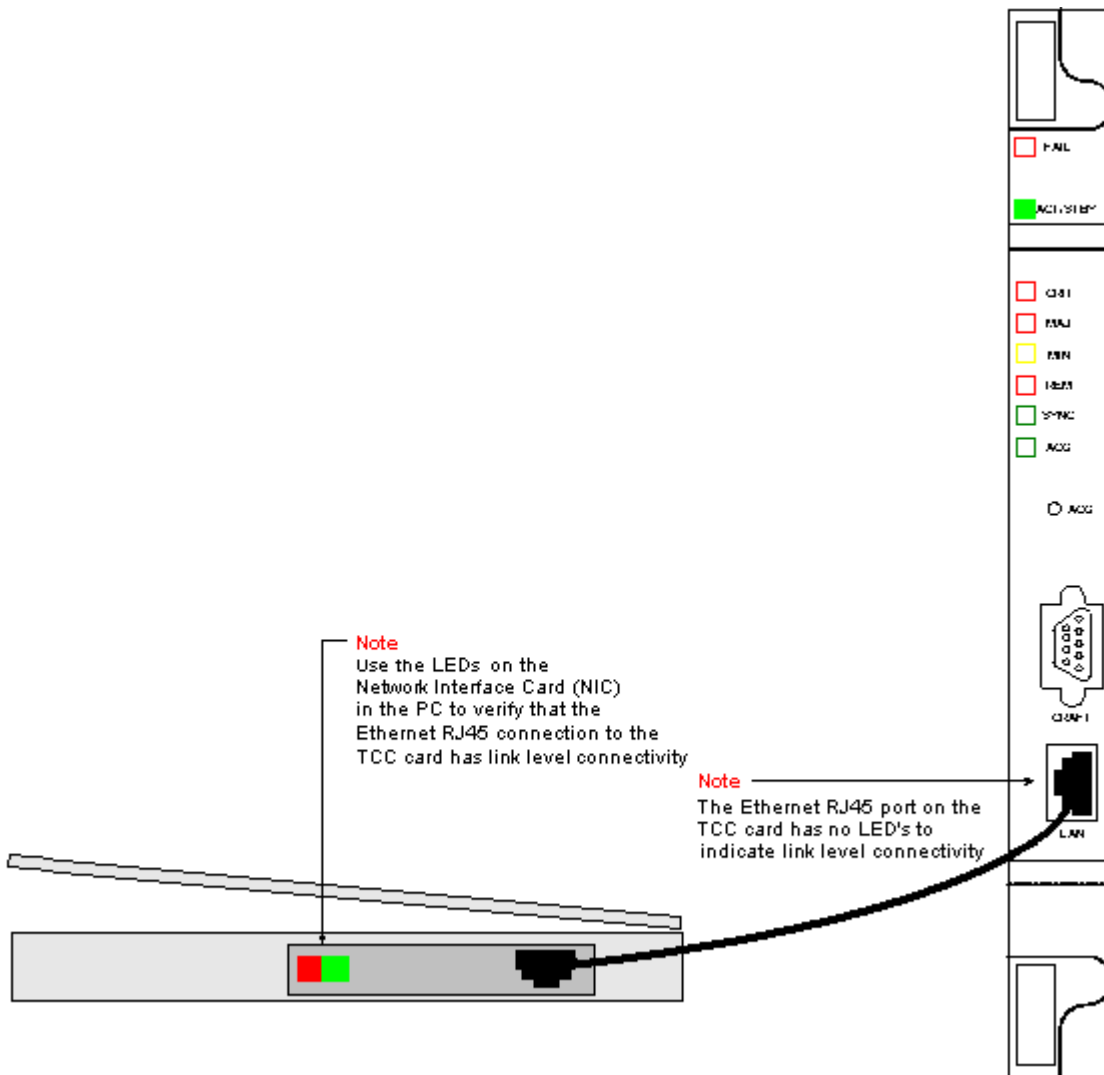 FAIL
ACT/STBY
CRIT
MAJ
MIN
REM
SYNC
ACO
ACO
CRAFT
LAN
Note
Use the LEDs on the
Network Interface Card (NIC)
in the PC to verify that the
Ethernet RJ45 connection to the
TCC card has link level connectivity
Note
The Ethernet RJ45 port on the
TCC card has no LED's to
indicate link level connectivity